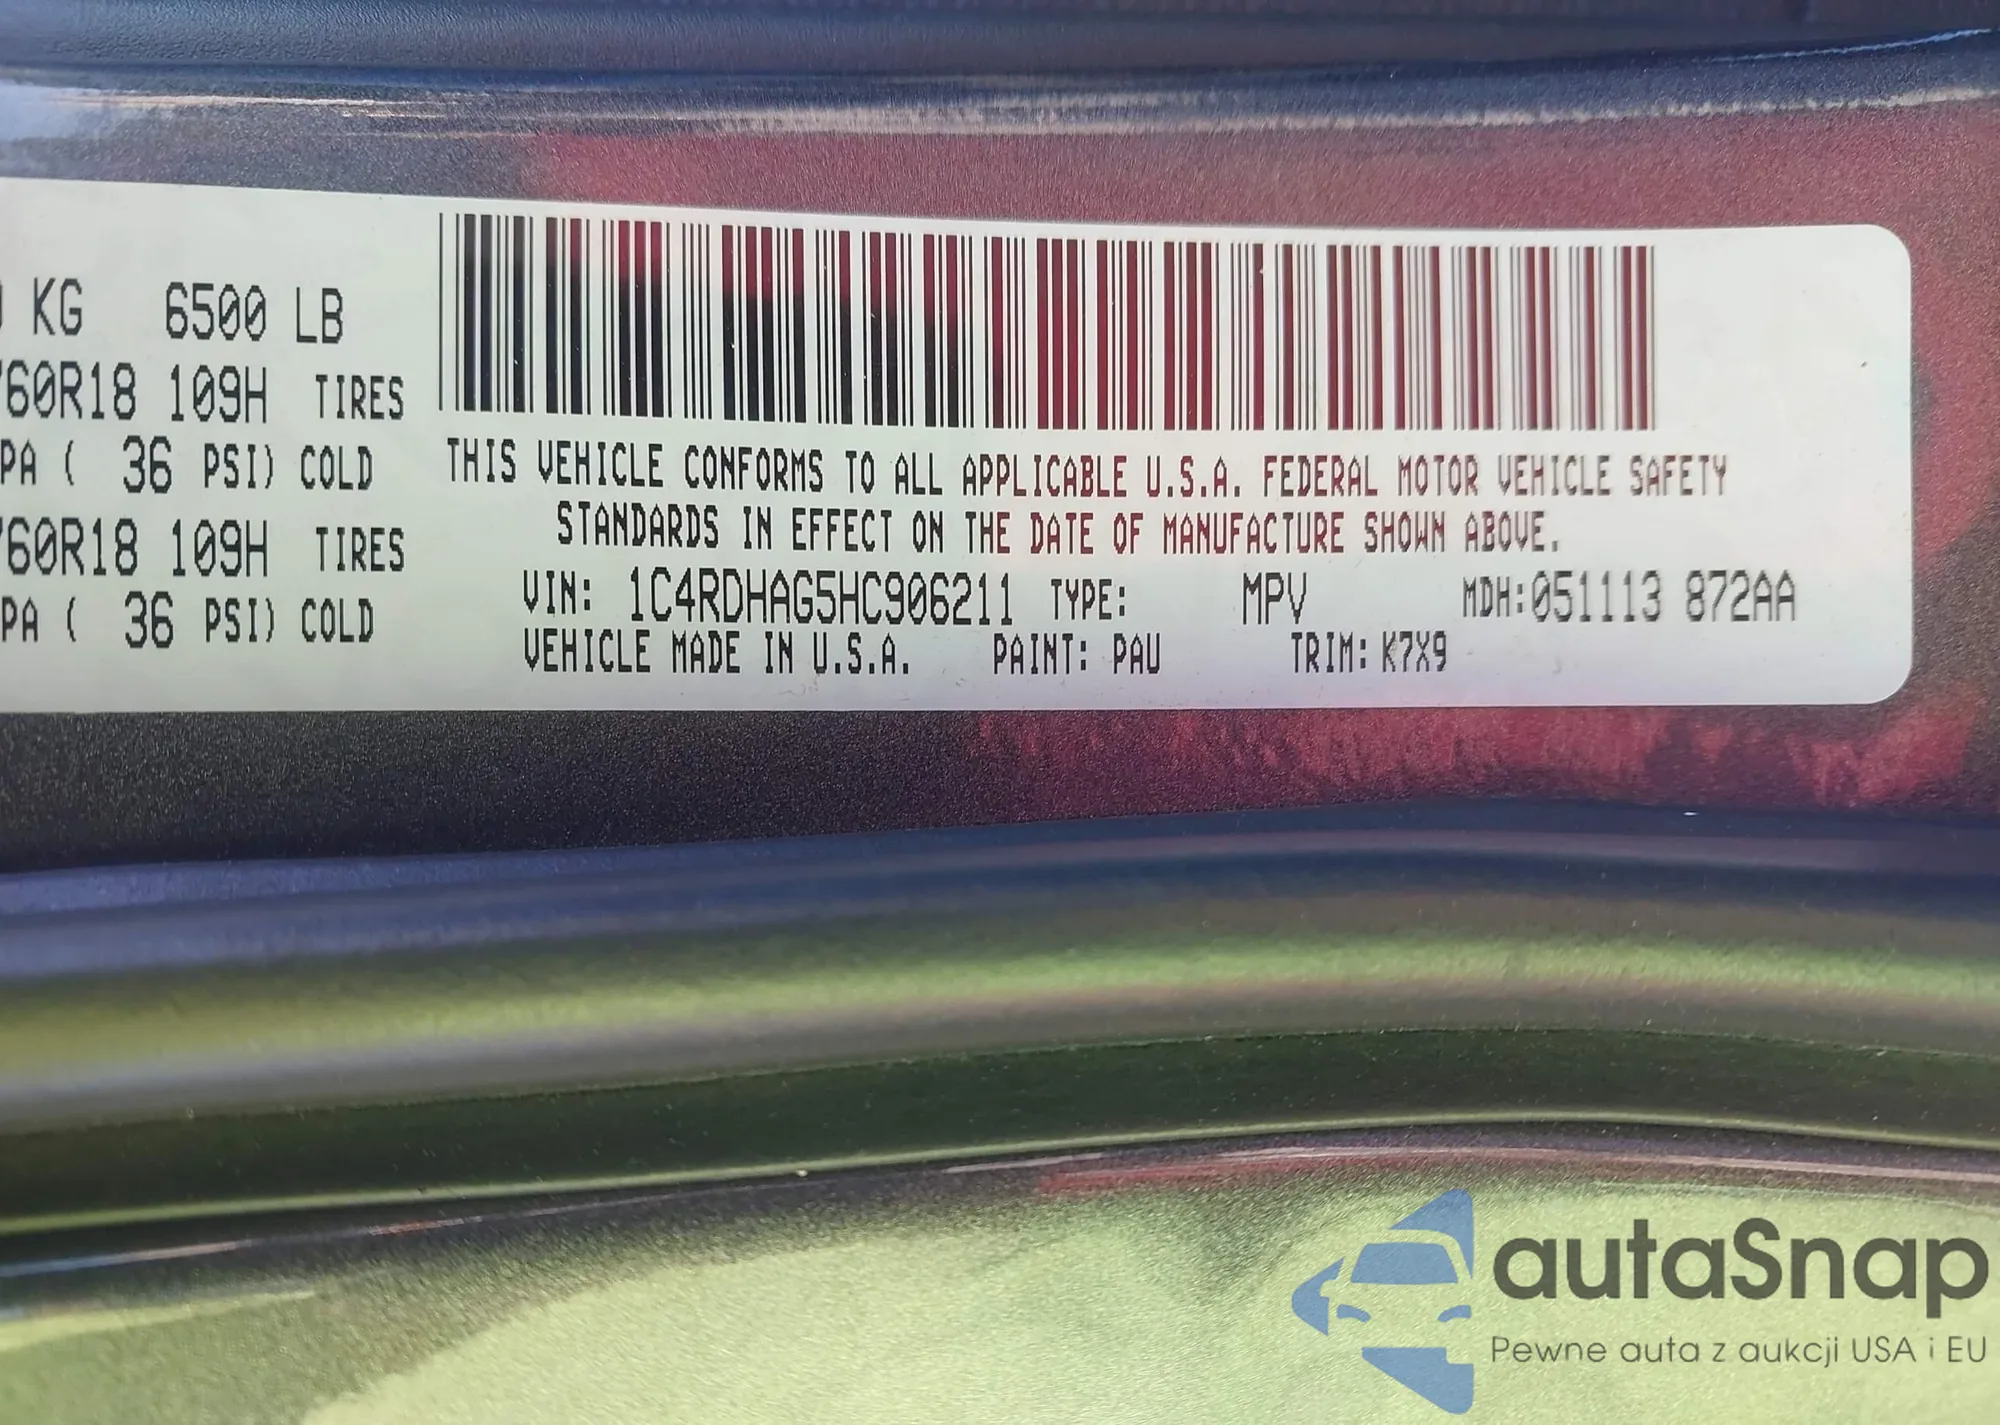 KG 6500 LB
60R18 109H TIRES
PA ( 36 PSI) COLD
60R18 109H TIRES
PA ( 36 PSI) COLD
THIS VEHICLE CONFORMS TO ALL APPLICABLE U.S.A. FEDERAL MOTOR VEHICLE SAFETY
STANDARDS IN EFFECT ON THE DATE OF MANUFACTURE SHOWN ABOVE.
VIN: 1C4RDHAG5HC906211 TYPE: MPV MDH:051113 872AA
VEHICLE MADE IN U.S.A. PAINT: PAU TRIM: K7X9
autaSnap
Pewne auta z aukcji USA i EU